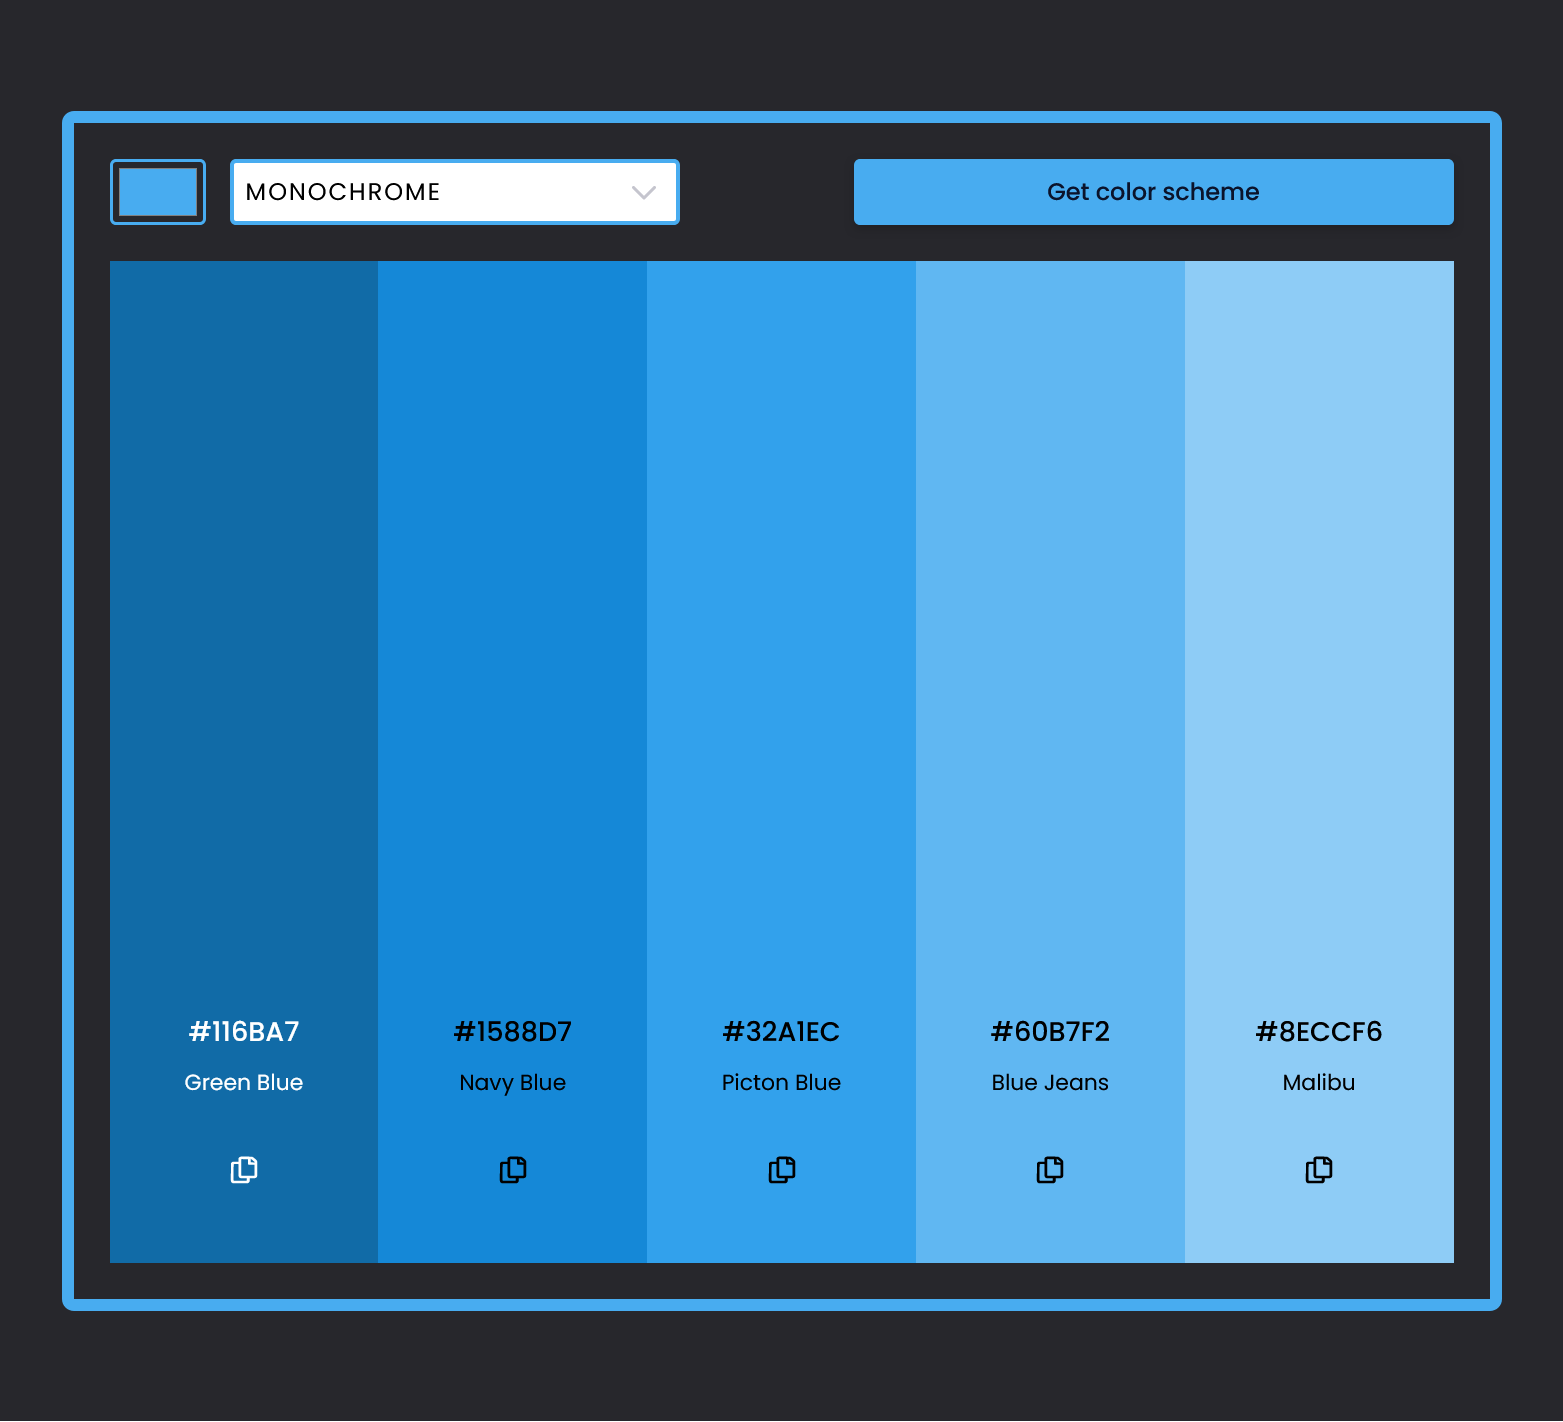 MONOCHROME
Get color scheme
#116BA7
Green Blue
#1588D7
Navy Blue
#32A1EC
Picton Blue
#60B7F2
Blue Jeans
#8ECCF6
Malibu